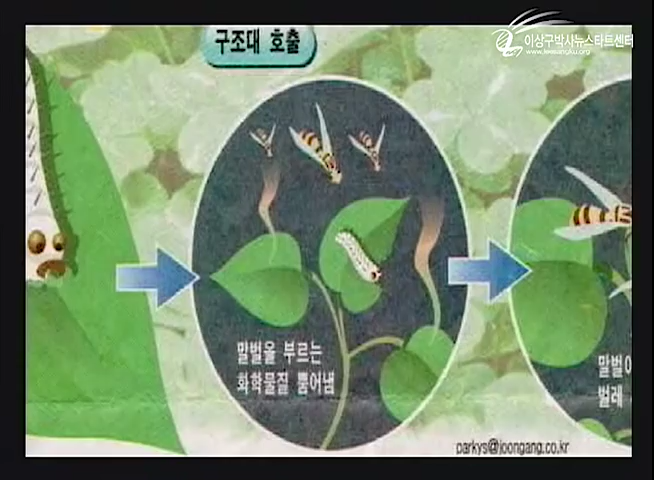 구조대 호출
이상구박사뉴스타트센터
www.leesangku.org
말벌을 부르는
화학물질 뿜어냄
말벌이
벌레
parkys@joongang.co.kr